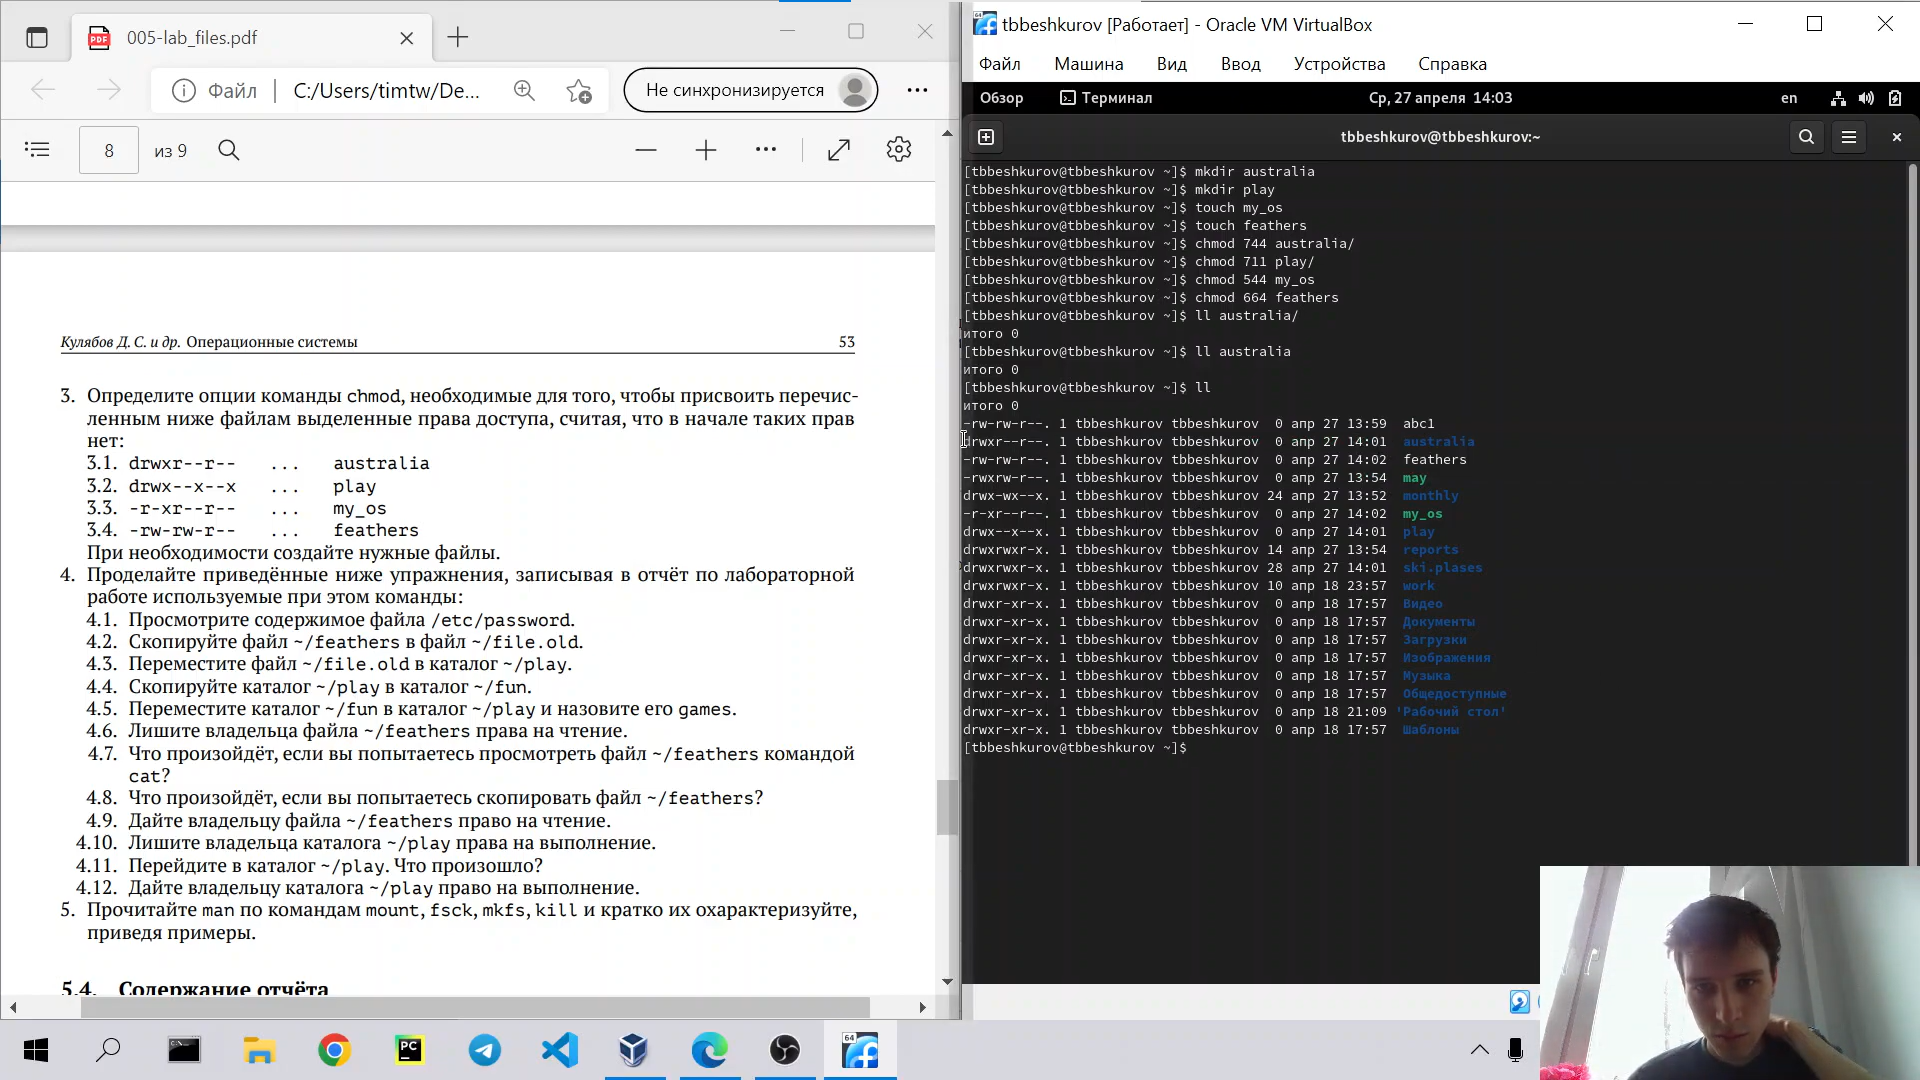 005-lab_files.pdf
Файл
C:/Users/timtw/De...
Не синхронизируется
8
из 9
Кулябов Д. С. и др. Операционные системы
53
3. Определите опции команды chmod, необходимые для того, чтобы присвоить перечис-
ленным ниже файлам выделенные права доступа, считая, что в начале таких прав
нет:
3.1. drwxr--r-- ... australia
3.2. drwx--x--x ... play
3.3. -r-xr--r-- ... my_os
3.4. -rw-rw-r-- ... feathers
При необходимости создайте нужные файлы.
4. Проделайте приведённые ниже упражнения, записывая в отчёт по лабораторной
работе используемые при этом команды:
4.1. Просмотрите содержимое файла /etc/password.
4.2. Скопируйте файл ~/feathers в файл ~/file.old.
4.3. Переместите файл ~/file.old в каталог ~/play.
4.4. Скопируйте каталог ~/play в каталог ~/fun.
4.5. Переместите каталог ~/fun в каталог ~/play и назовите его games.
4.6. Лишите владельца файла ~/feathers права на чтение.
4.7. Что произойдёт, если вы попытаетесь просмотреть файл ~/feathers командой
cat?
4.8. Что произойдёт, если вы попытаетесь скопировать файл ~/feathers?
4.9. Дайте владельцу файла ~/feathers право на чтение.
4.10. Лишите владельца каталога ~/play права на выполнение.
4.11. Перейдите в каталог ~/play. Что произошло?
4.12. Дайте владельцу каталога ~/play право на выполнение.
5. Прочитайте man по командам mount, fsck, mkfs, kill и кратко их охарактеризуйте,
приведя примеры.
5.4. Содержание отчёта
tbbeshkurov [Работает] - Oracle VM VirtualBox
Файл Машина Вид Ввод Устройства Справка
Обзор Терминал Ср, 27 апреля 14:03 en
tbbeshkurov@tbbeshkurov:~
[tbbeshkurov@tbbeshkurov ~]$ mkdir australia
[tbbeshkurov@tbbeshkurov ~]$ mkdir play
[tbbeshkurov@tbbeshkurov ~]$ touch my_os
[tbbeshkurov@tbbeshkurov ~]$ touch feathers
[tbbeshkurov@tbbeshkurov ~]$ chmod 744 australia/
[tbbeshkurov@tbbeshkurov ~]$ chmod 711 play/
[tbbeshkurov@tbbeshkurov ~]$ chmod 544 my_os
[tbbeshkurov@tbbeshkurov ~]$ chmod 664 feathers
[tbbeshkurov@tbbeshkurov ~]$ ll australia/
итого 0
[tbbeshkurov@tbbeshkurov ~]$ ll australia
итого 0
[tbbeshkurov@tbbeshkurov ~]$ ll
итого 0
-rw-rw-r--. 1 tbbeshkurov tbbeshkurov 0 апр 27 13:59 abc1
drwxr--r--. 1 tbbeshkurov tbbeshkurov 0 апр 27 14:01 australia
-rw-rw-r--. 1 tbbeshkurov tbbeshkurov 0 апр 27 14:02 feathers
-rwxrw-r--. 1 tbbeshkurov tbbeshkurov 0 апр 27 13:54 may
drwx-wx--x. 1 tbbeshkurov tbbeshkurov 24 апр 27 13:52 monthly
-r-xr--r--. 1 tbbeshkurov tbbeshkurov 0 апр 27 14:02 my_os
drwx--x--x. 1 tbbeshkurov tbbeshkurov 0 апр 27 14:01 play
drwxrwxr-x. 1 tbbeshkurov tbbeshkurov 14 апр 27 13:54 reports
drwxrwxr-x. 1 tbbeshkurov tbbeshkurov 28 апр 27 14:01 ski.plases
drwxrwxr-x. 1 tbbeshkurov tbbeshkurov 10 апр 18 23:57 work
drwxr-xr-x. 1 tbbeshkurov tbbeshkurov 0 апр 18 17:57 Видео
drwxr-xr-x. 1 tbbeshkurov tbbeshkurov 0 апр 18 17:57 Документы
drwxr-xr-x. 1 tbbeshkurov tbbeshkurov 0 апр 18 17:57 Загрузки
drwxr-xr-x. 1 tbbeshkurov tbbeshkurov 0 апр 18 17:57 Изображения
drwxr-xr-x. 1 tbbeshkurov tbbeshkurov 0 апр 18 17:57 Музыка
drwxr-xr-x. 1 tbbeshkurov tbbeshkurov 0 апр 18 17:57 Общедоступные
drwxr-xr-x. 1 tbbeshkurov tbbeshkurov 0 апр 18 21:09 'Рабочий стол'
drwxr-xr-x. 1 tbbeshkurov tbbeshkurov 0 апр 18 17:57 Шаблоны
[tbbeshkurov@tbbeshkurov ~]$